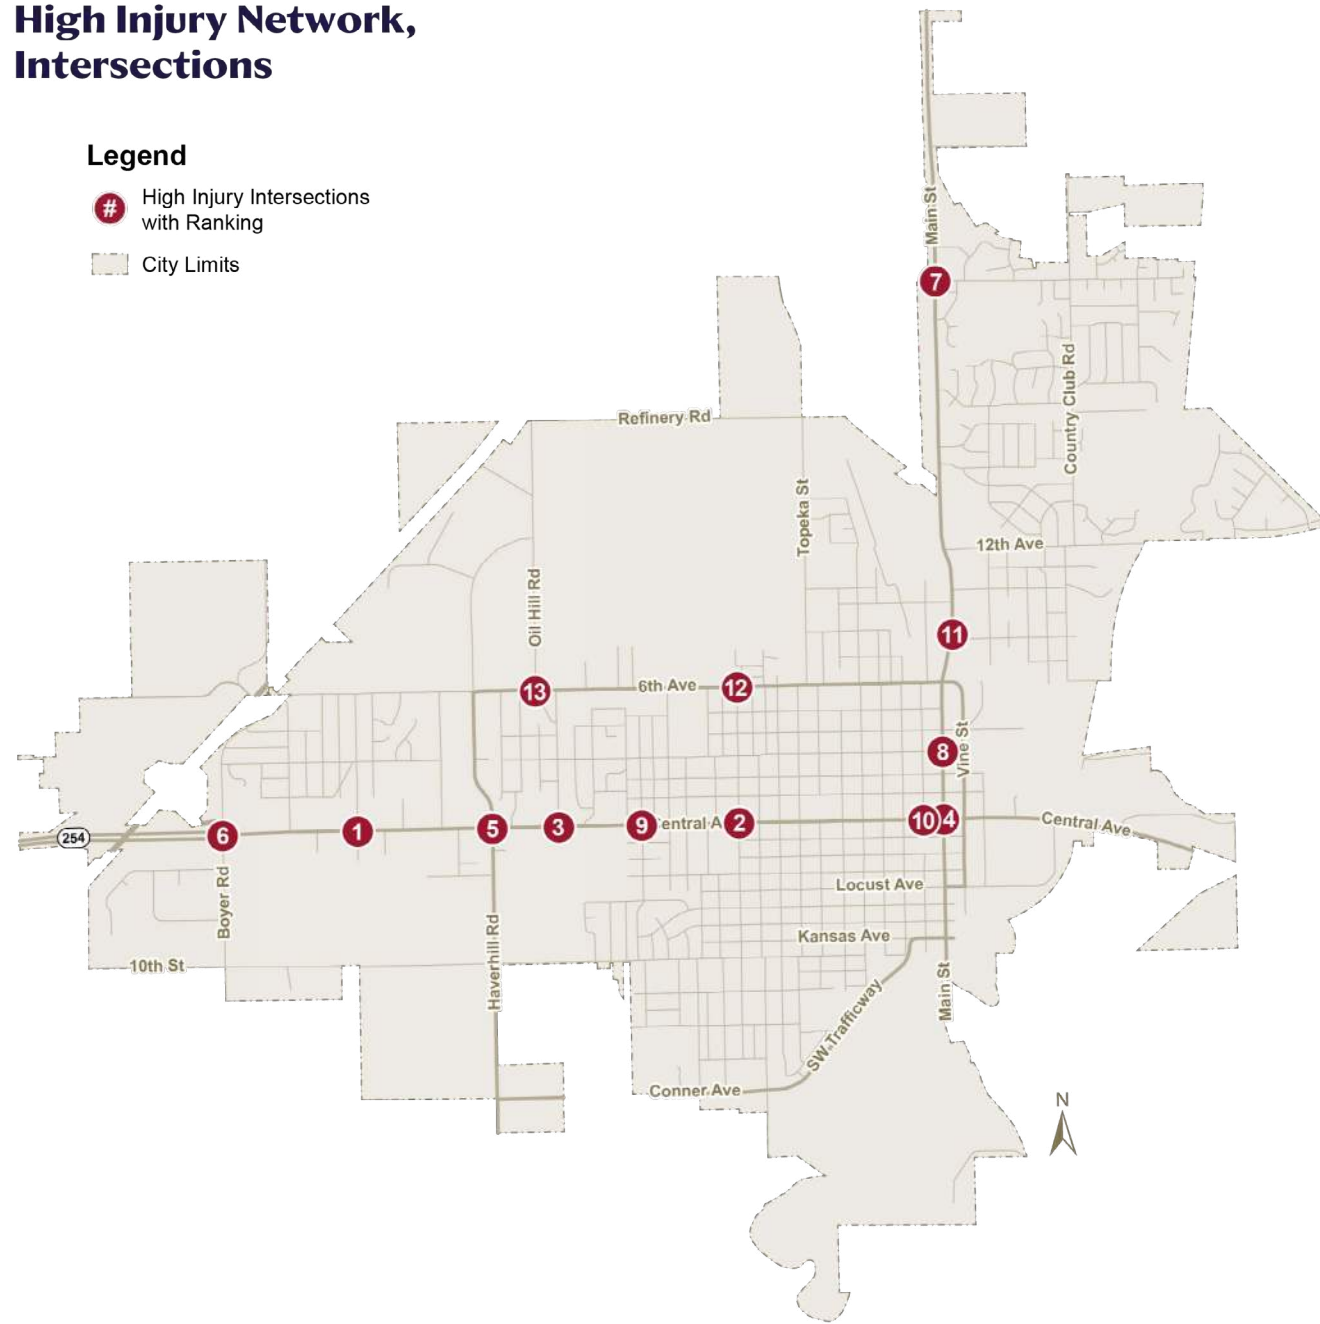 High Injury Network,
Intersections
Legend
#
High Injury Intersections
with Ranking
City Limits
Main St
7
Country Club Rd
Refinery Rd
Topeka St
12th Ave
Oil Hill Rd
11
13
6th Ave
12
8
Vine St
254
6
1
5
3
9
Central A
2
10
4
Central Ave
Boyer Rd
Locust Ave
Haverhill Rd
Kansas Ave
10th St
Main St
SW Trafficway
Conner Ave
N